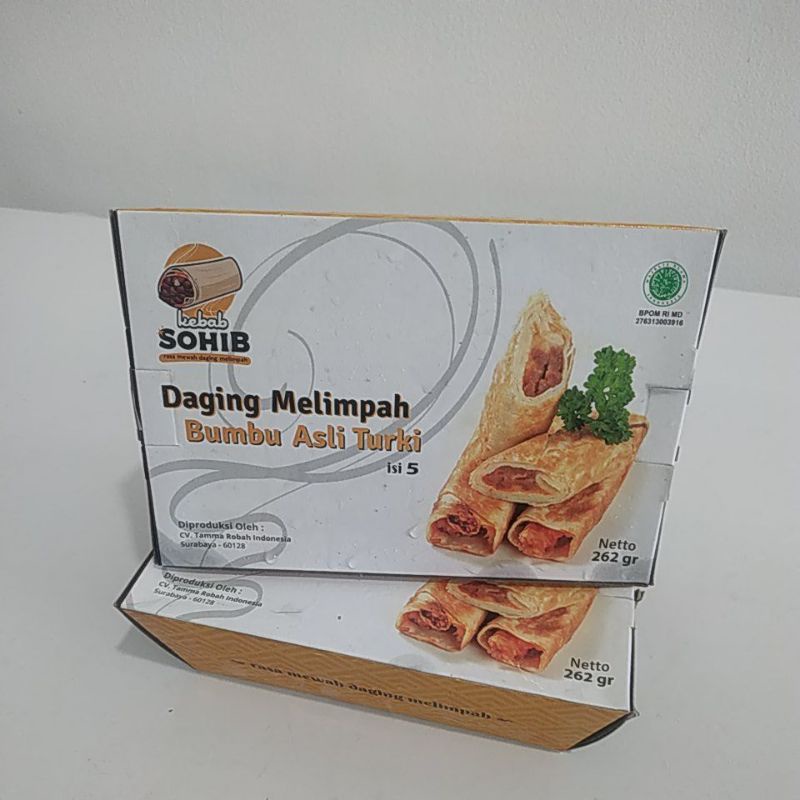 kebab
SOHIB
rasa mewah daging melimpah
Daging Melimpah
Bumbu Asli Turki
isi 5
BPOM RI MD
276313003916
Diproduksi Oleh :
CV. Tamma Robah Indonesia
Surabaya - 60128
Netto
262 gr
Diproduksi Oleh :
CV. Tamma Robah Indonesia
Surabaya - 60128
Netto
262 gr
rasa mewah daging melimpah